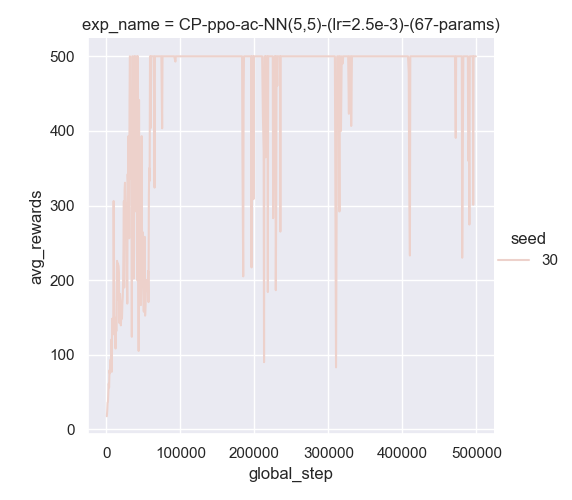 exp_name = CP-ppo-ac-NN(5,5)-(lr=2.5e-3)-(67-params)
500
400
300
200
100
0
avg_rewards
seed
30
0 100000 200000 300000 400000 500000
global_step